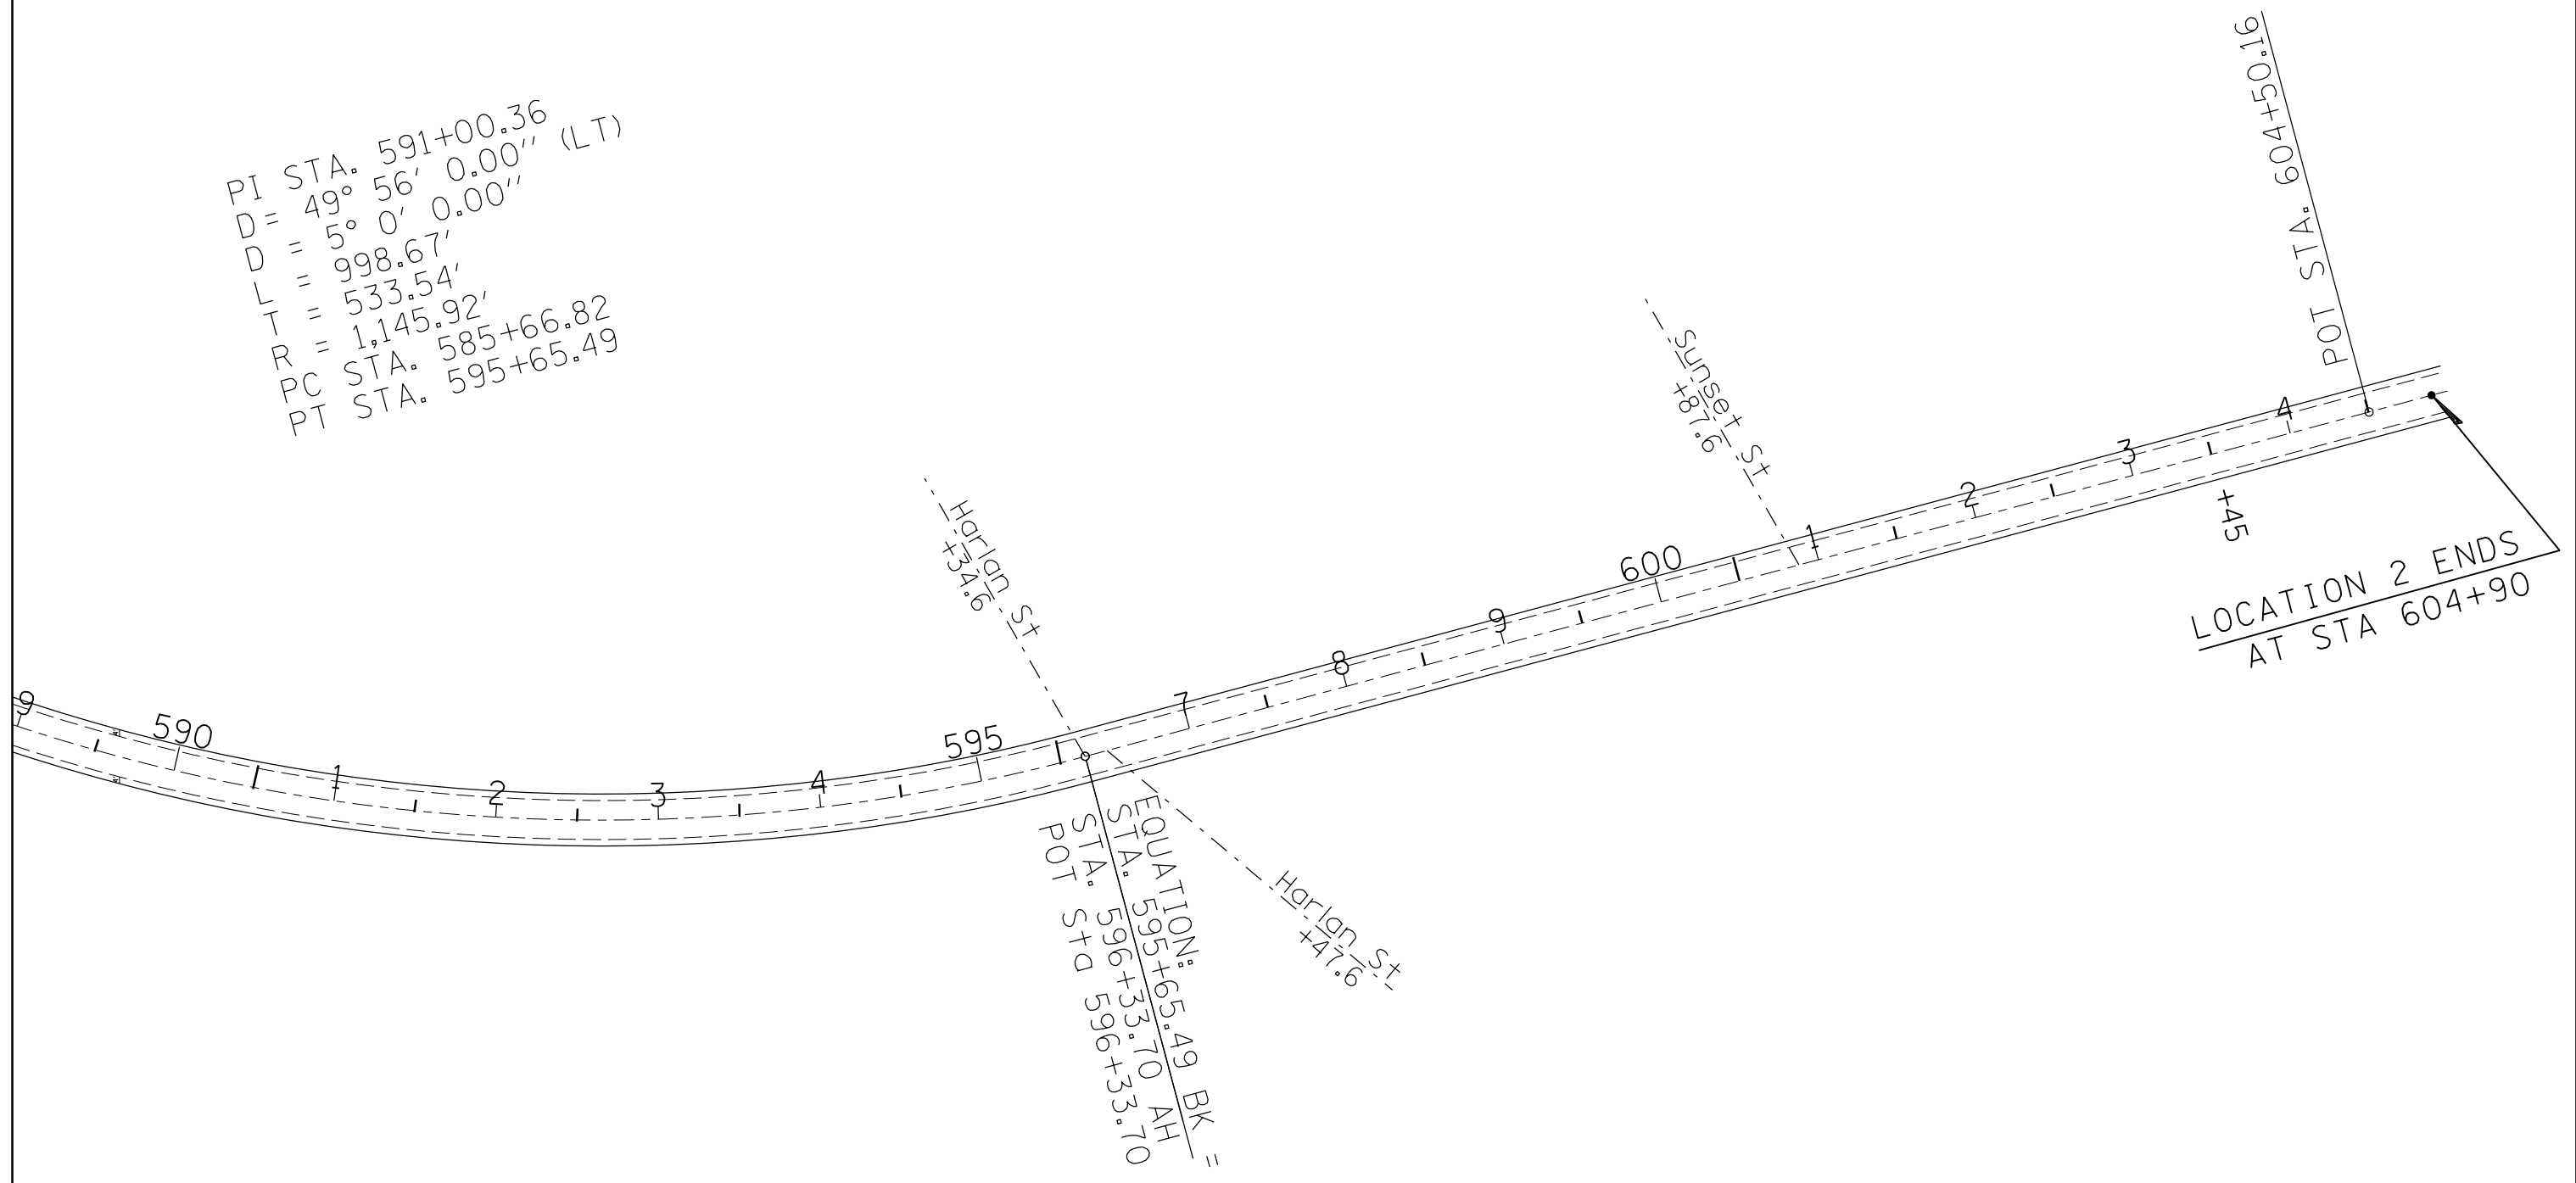 PI STA. 591+00.36
D= 49° 56' 0.00'' (LT)
D = 5° 0' 0.00''
L = 998.67'
T = 533.54'
R = 1,145.92'
PC STA. 585+66.82
PT STA. 595+65.49
POT STA. 604+50.16
Sunset St
+87.6
Harlan St
+34.6
9
590
1
2
3
4
595
7
8
9
600
1
2
3
4
+45
LOCATION 2 ENDS
AT STA 604+90
Harlan St
+47.6
EQUATION:
STA. 595+65.49 BK =
STA. 596+33.70 AH
POT Sta 596+33.70